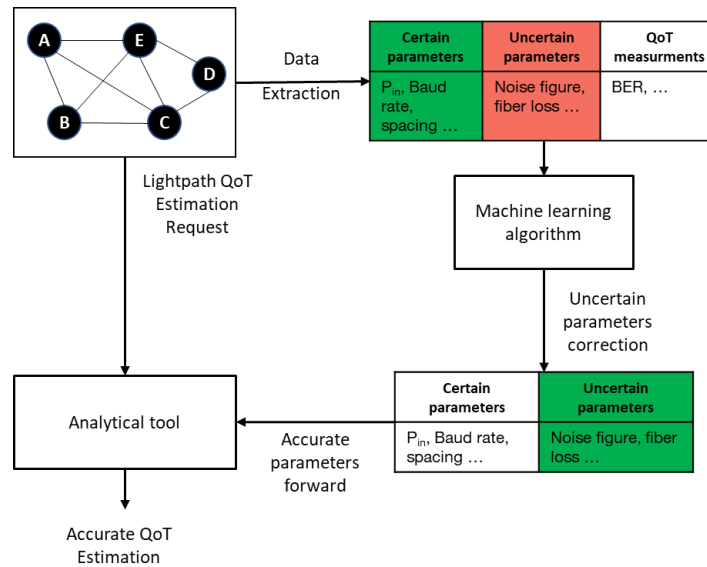 A
E
D
B
C
Data
Extraction
Certain
parameters
Uncertain
parameters
QoT
measurments
P_in, Baud
rate,
spacing ...
Noise figure,
fiber loss ...
BER, ...
Lightpath QoT
Estimation
Request
Machine learning
algorithm
Uncertain
parameters
correction
Certain
parameters
Uncertain
parameters
P_in, Baud rate,
spacing ...
Noise figure, fiber
loss ...
Analytical tool
Accurate
parameters
forward
Accurate QoT
Estimation